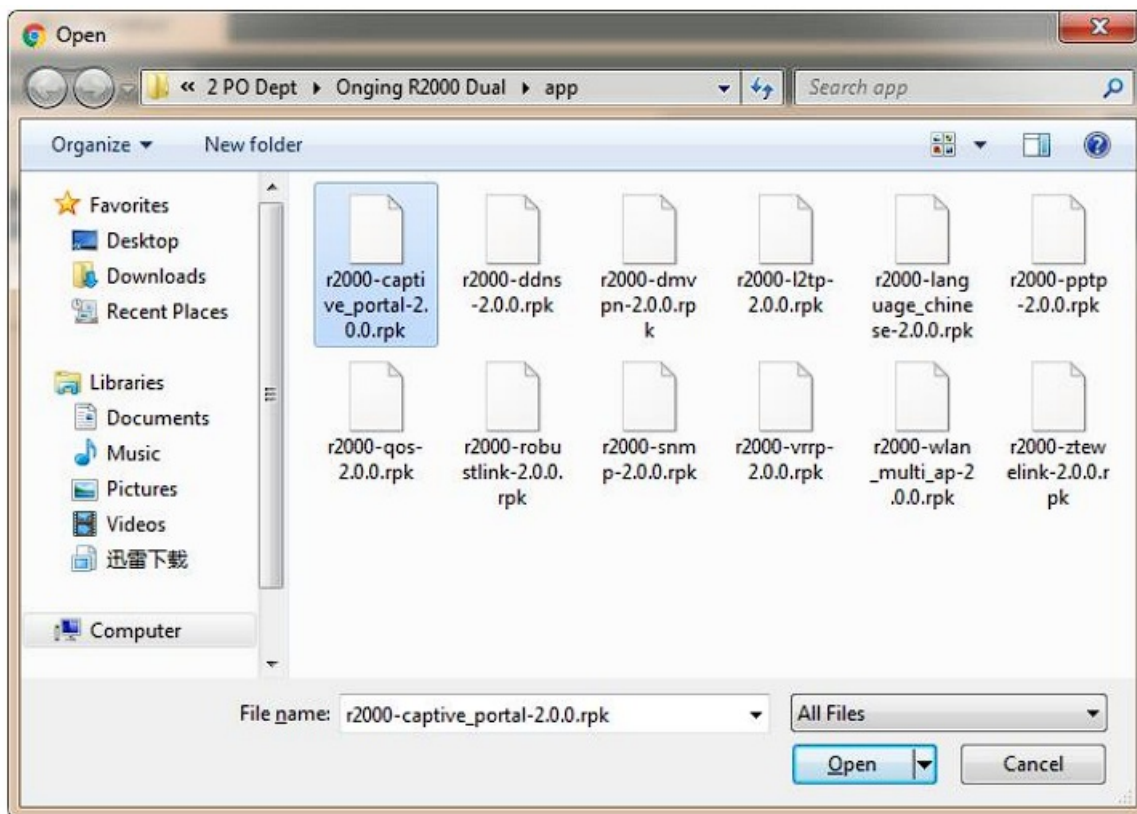 Open
« 2 PO Dept ▸ Onging R2000 Dual ▸ app
Search app
Organize
New folder
Favorites
Desktop
Downloads
Recent Places
Libraries
Documents
Music
Pictures
Videos
迅雷下载
Computer
r2000-capti
ve_portal-2.
0.0.rpk
r2000-ddns
-2.0.0.rpk
r2000-dmv
pn-2.0.0.rp
k
r2000-l2tp-
2.0.0.rpk
r2000-lang
uage_chine
se-2.0.0.rpk
r2000-pptp
-2.0.0.rpk
r2000-qos-
2.0.0.rpk
r2000-robu
stlink-2.0.0.
rpk
r2000-snm
p-2.0.0.rpk
r2000-vrrp-
2.0.0.rpk
r2000-wlan
_multi_ap-2
.0.0.rpk
r2000-ztew
elink-2.0.0.r
pk
File name: r2000-captive_portal-2.0.0.rpk
All Files
Open
Cancel